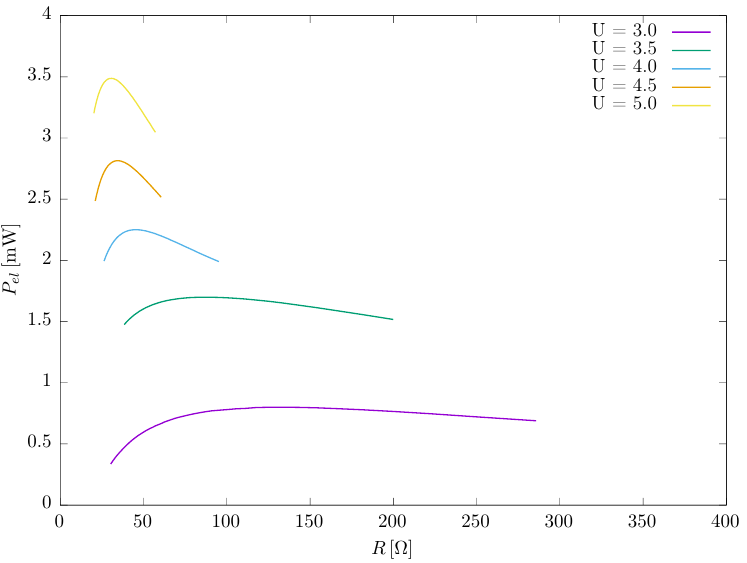 4
3.5
3
2.5
2
1.5
1
0.5
0
P_el [mW]
U = 3.0
U = 3.5
U = 4.0
U = 4.5
U = 5.0
0 50 100 150 200 250 300 350 400
R [Ω]